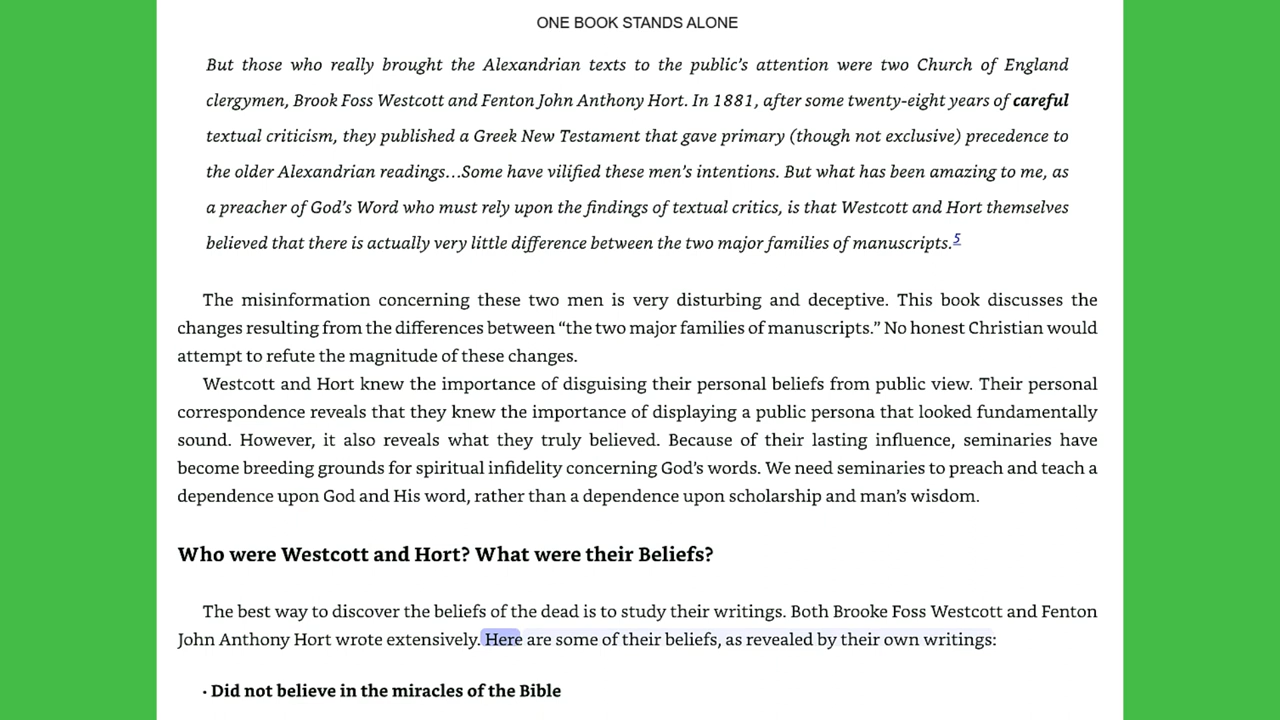 ONE BOOK STANDS ALONE
But those who really brought the Alexandrian texts to the public’s attention were two Church of England
clergymen, Brook Foss Westcott and Fenton John Anthony Hort. In 1881, after some twenty-eight years of careful
textual criticism, they published a Greek New Testament that gave primary (though not exclusive) precedence to
the older Alexandrian readings…Some have vilified these men’s intentions. But what has been amazing to me, as
a preacher of God’s Word who must rely upon the findings of textual critics, is that Westcott and Hort themselves
believed that there is actually very little difference between the two major families of manuscripts.5
The misinformation concerning these two men is very disturbing and deceptive. This book discusses the
changes resulting from the differences between “the two major families of manuscripts.” No honest Christian would
attempt to refute the magnitude of these changes.
Westcott and Hort knew the importance of disguising their personal beliefs from public view. Their personal
correspondence reveals that they knew the importance of displaying a public persona that looked fundamentally
sound. However, it also reveals what they truly believed. Because of their lasting influence, seminaries have
become breeding grounds for spiritual infidelity concerning God’s words. We need seminaries to preach and teach a
dependence upon God and His word, rather than a dependence upon scholarship and man’s wisdom.
Who were Westcott and Hort? What were their Beliefs?
The best way to discover the beliefs of the dead is to study their writings. Both Brooke Foss Westcott and Fenton
John Anthony Hort wrote extensively. Here are some of their beliefs, as revealed by their own writings:
· Did not believe in the miracles of the Bible